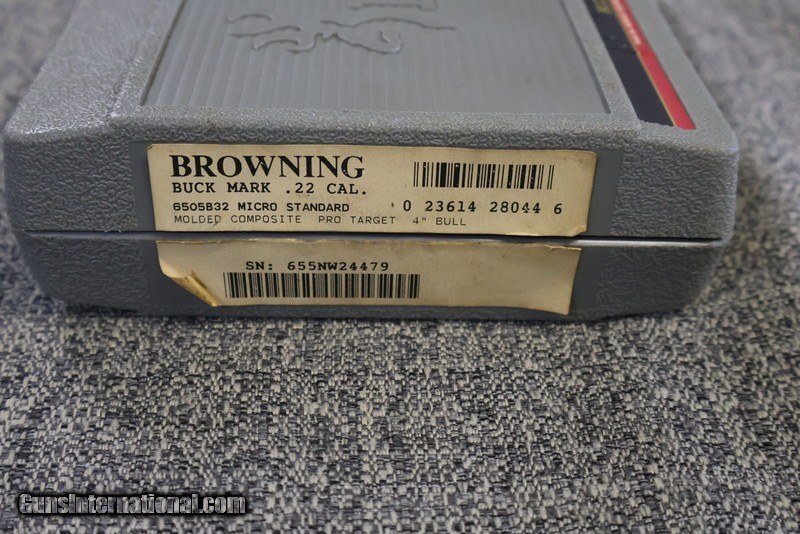 BROWNING
BUCK MARK .22 CAL.
6505832 MICRO STANDARD
0 23614 28044 6
MOLDED COMPOSITE PRO TARGET 4" BULL
SN: 655NW24479
GunsInternational.com